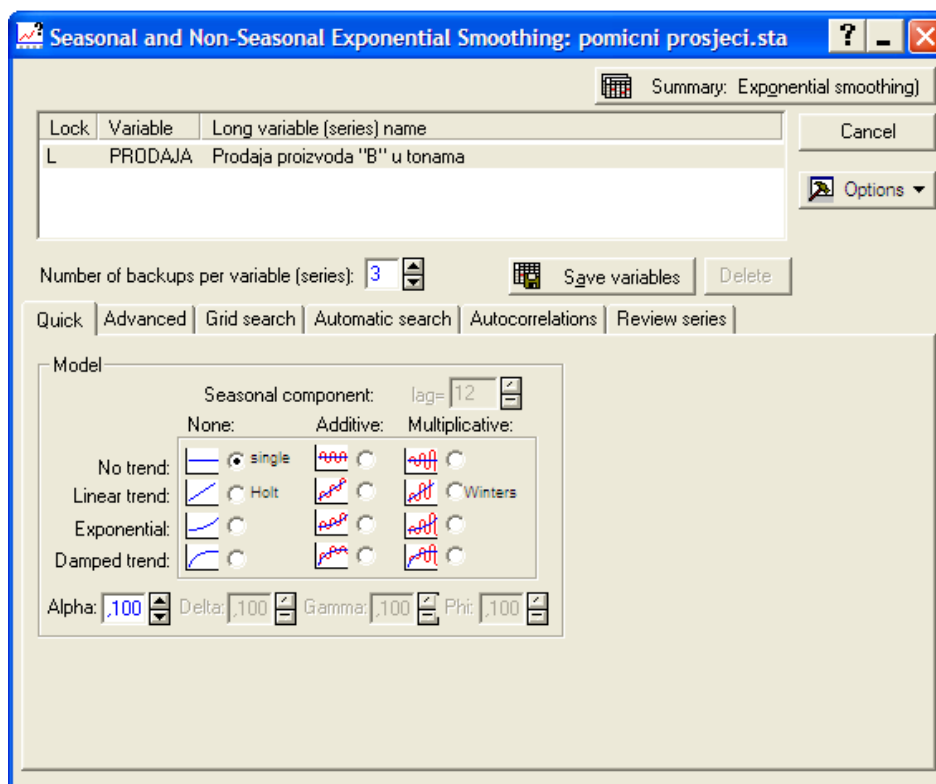 Seasonal and Non-Seasonal Exponential Smoothing: pomicni prosjeci.sta
Summary: Exponential smoothing)
Lock Variable Long variable (series) name
L PRODAJA Prodaja proizvoda "B" u tonama
Cancel
Options
Number of backups per variable (series): 3 Save variables Delete
Quick Advanced Grid search Automatic search Autocorrelations Review series
Model
Seasonal component: lag= 12
None: Additive: Multiplicative:
No trend: single
Linear trend: Holt Winters
Exponential:
Damped trend:
Alpha: ,100 Delta: ,100 Gamma: ,100 Phi: ,100